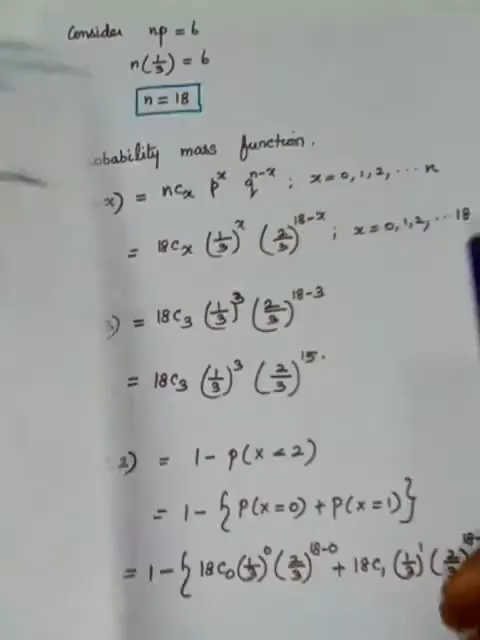 Consider np = 6
n(1/3) = 6
n = 18
obability mass function.
x) = nCx p^x q^(n-x) ; x=0,1,2,...n
= 18Cx (1/3)^x (2/3)^(18-x) ; x=0,1,2,...18
3) = 18C3 (1/3)^3 (2/3)^(18-3)
= 18C3 (1/3)^3 (2/3)^15.
2) = 1 - P(x<2)
= 1 - {P(x=0) + P(x=1)}
= 1 - {18C0 (1/3)^0 (2/3)^(18-0) + 18C1 (1/3)^1 (2/3)^18-